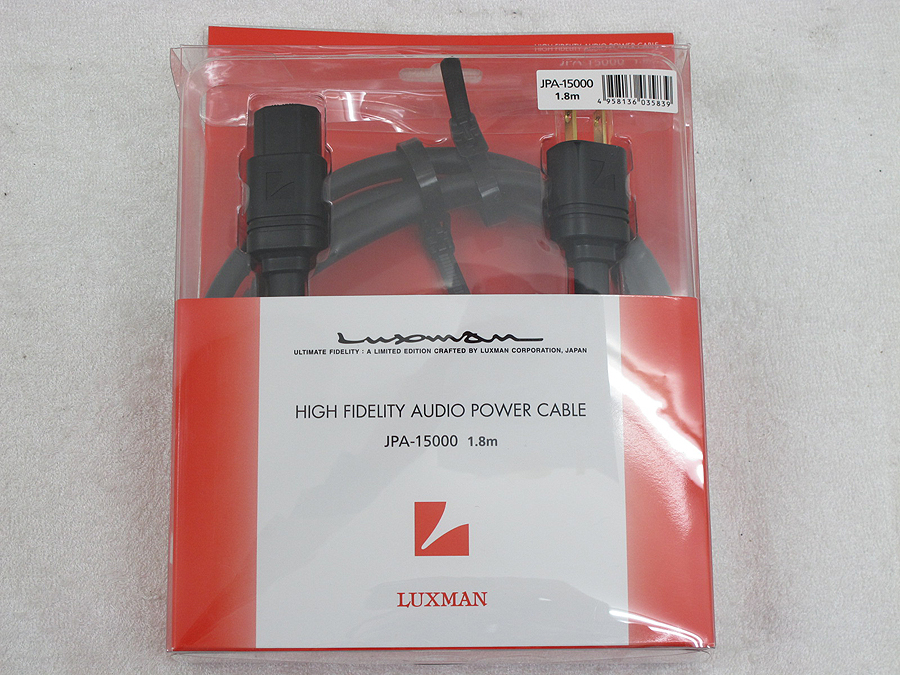 HIGH FIDELITY AUDIO POWER CABLE
JPA-15000
JPA-15000
1.8m
4 958136 035839
Luxman
ULTIMATE FIDELITY : A LIMITED EDITION CRAFTED BY LUXMAN CORPORATION, JAPAN
HIGH FIDELITY AUDIO POWER CABLE
JPA-15000 1.8m
LUXMAN